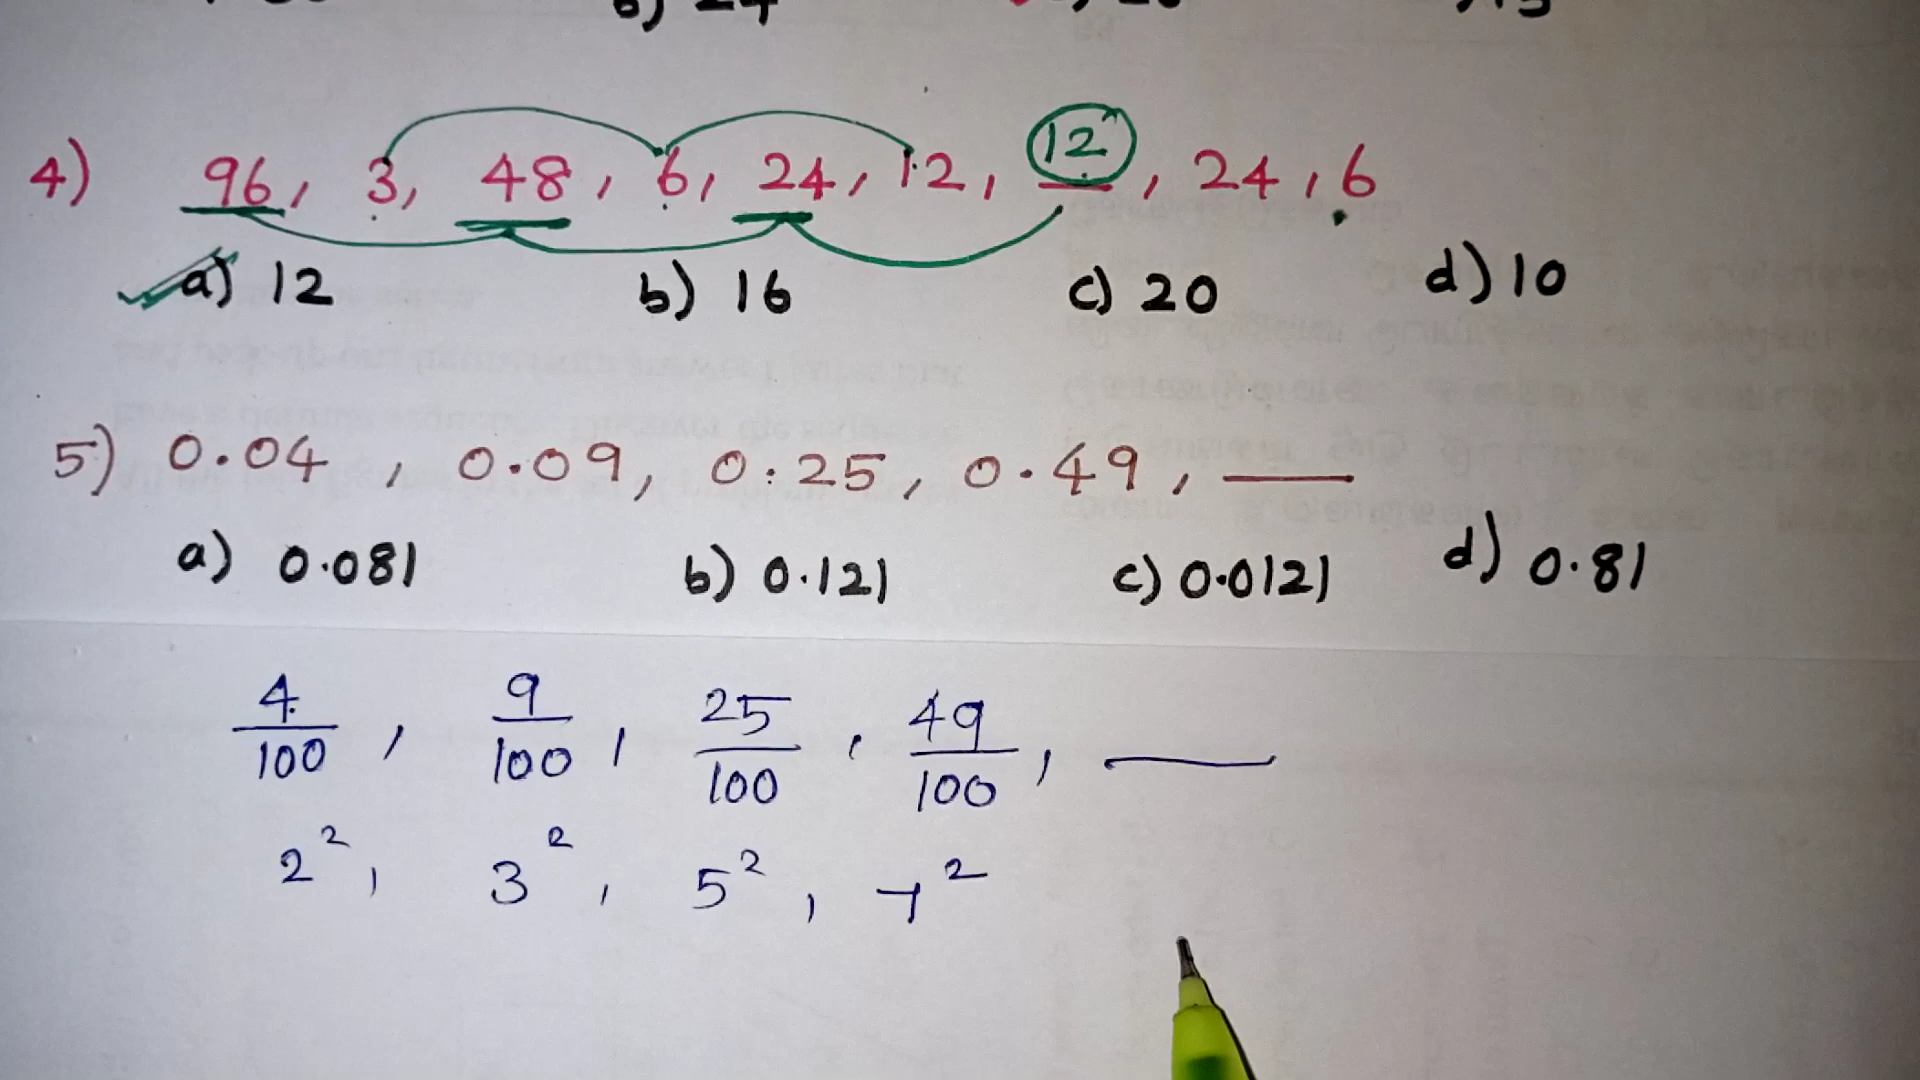 4) 96, 3, 48, 6, 24, 12, 12, 24, 6
a) 12 b) 16 c) 20 d) 10
5) 0.04, 0.09, 0.25, 0.49, ___
a) 0.081 b) 0.121 c) 0.0121 d) 0.81
4/100, 9/100, 25/100, 49/100, ___
2², 3², 5², 7²